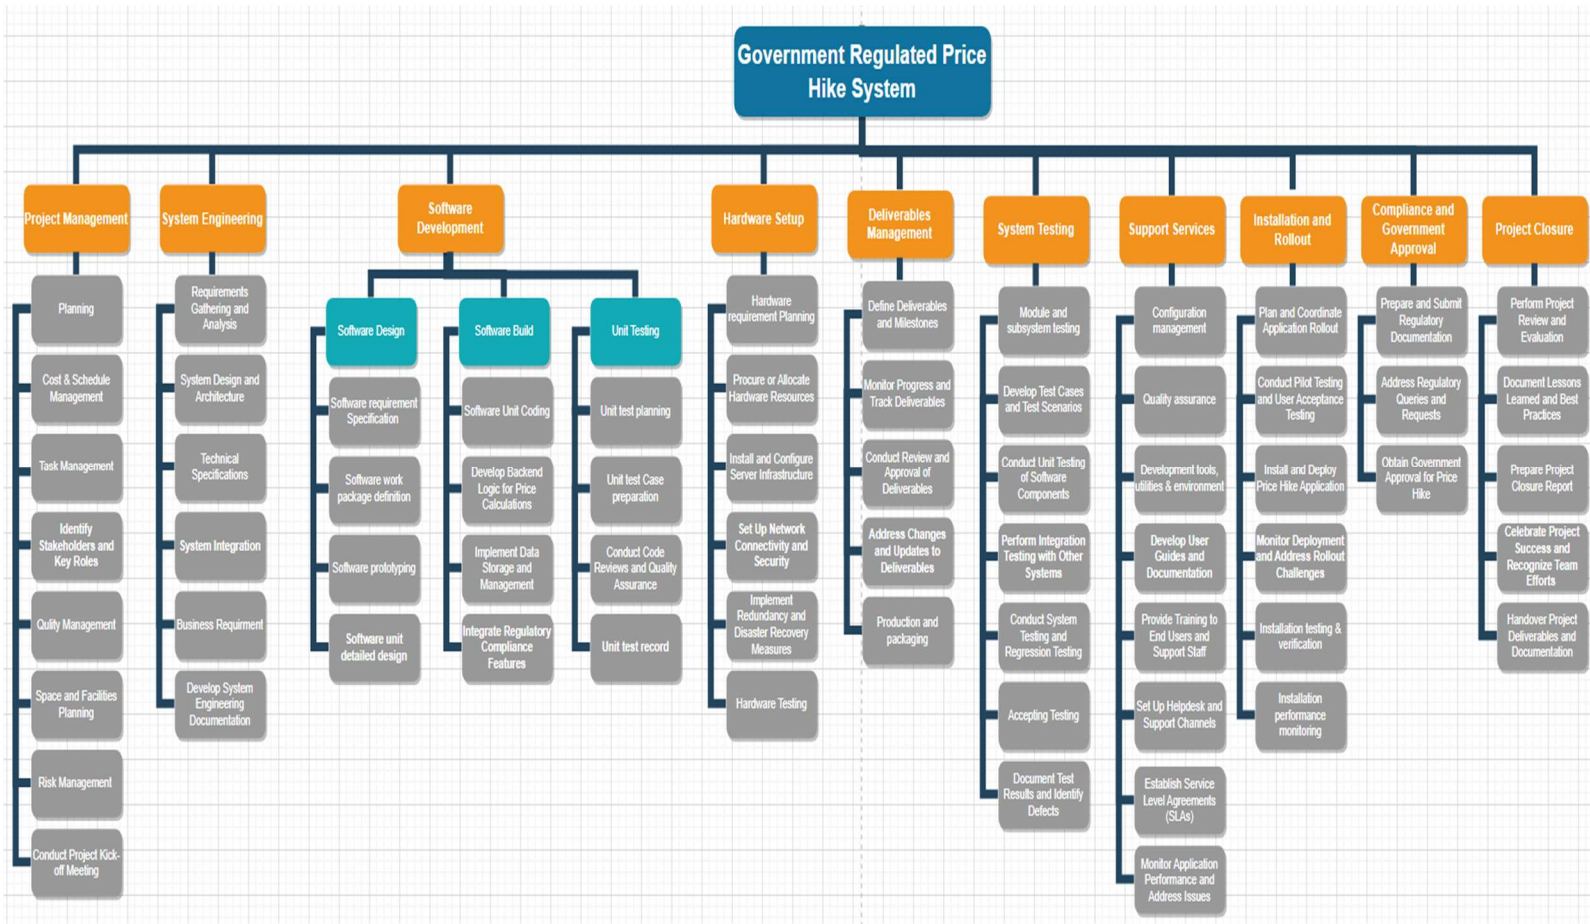 Government Regulated Price
Hike System
Project Management
System Engineering
Software
Development
Hardware Setup
Deliverables
Management
System Testing
Support Services
Installation and
Rollout
Compliance and
Government
Approval
Project Closure
Planning
Cost & Schedule
Management
Task Management
Identify
Stakeholders and
Key Roles
Qulify Management
Space and Facilities
Planning
Risk Management
Conduct Project Kick-
off Meeting
Requirements
Gathering and
Analysis
System Design and
Architecture
Technical
Specifications
System Integration
Business Requirment
Develop System
Engineering
Documentation
Software Design
Software requirement
Specification
Software work
package definition
Software prototyping
Software unit
detailed design
Software Build
Software Unit Coding
Develop Backend
Logic for Price
Calculations
Implement Data
Storage and
Management
Integrate Regulatory
Compliance
Features
Unit Testing
Unit test planning
Unit test Case
preparation
Conduct Code
Reviews and Quality
Assurance
Unit test record
Hardware
requirement Planning
Procure or Allocate
Hardware Resources
Install and Configure
Server Infrastructure
Set Up Network
Connectivity and
Security
Implement
Redundancy and
Disaster Recovery
Measures
Hardware Testing
Define Deliverables
and Milestones
Monitor Progress and
Track Deliverables
Conduct Review and
Approval of
Deliverables
Address Changes
and Updates to
Deliverables
Production and
packaging
Module and
subsystem testing
Develop Test Cases
and Test Scenarios
Conduct Unit Testing
of Software
Components
Perform Integration
Testing with Other
Systems
Conduct System
Testing and
Regression Testing
Accepting Testing
Document Test
Results and Identify
Defects
Configuration
management
Quality assurance
Development tools,
utilities & environment
Develop User
Guides and
Documentation
Provide Training to
End Users and
Support Staff
Set Up Helpdesk and
Support Channels
Establish Service
Level Agreements
(SLAs)
Monitor Application
Performance and
Address Issues
Plan and Coordinate
Application Rollout
Conduct Pilot Testing
and User Acceptance
Testing
Install and Deploy
Price Hike Application
Monitor Deployment
and Address Rollout
Challenges
Installation testing &
verification
Installation
performance
monitoring
Prepare and Submit
Regulatory
Documentation
Address Regulatory
Queries and
Requests
Obtain Government
Approval for Price
Hike
Perform Project
Review and
Evaluation
Document Lessons
Learned and Best
Practices
Prepare Project
Closure Report
Celebrate Project
Success and
Recognize Team
Efforts
Handover Project
Deliverables and
Documentation